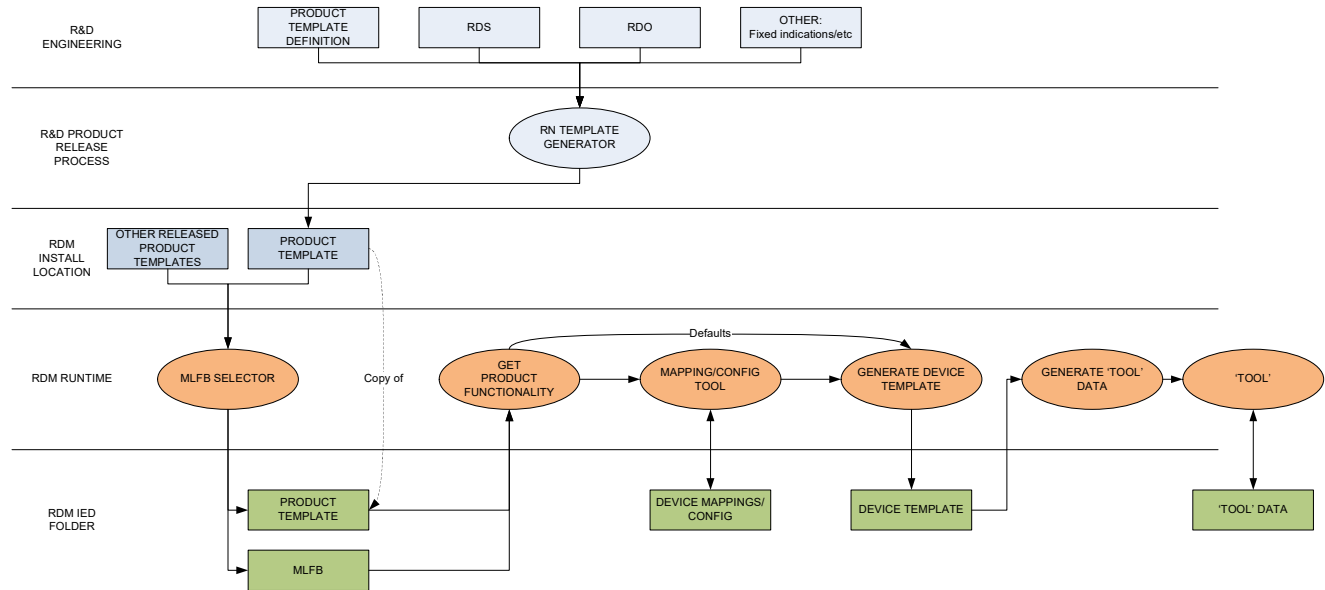 R&D
ENGINEERING
PRODUCT
TEMPLATE
DEFINITION
RDS
RDO
OTHER:
Fixed indications/etc
R&D PRODUCT
RELEASE
PROCESS
RN TEMPLATE
GENERATOR
RDM
INSTALL
LOCATION
OTHER RELEASED
PRODUCT
TEMPLATES
PRODUCT
TEMPLATE
RDM RUNTIME
MLFB SELECTOR
Copy of
GET
PRODUCT
FUNCTIONALITY
Defaults
MAPPING/CONFIG
TOOL
GENERATE DEVICE
TEMPLATE
GENERATE ‘TOOL’
DATA
‘TOOL’
RDM IED
FOLDER
PRODUCT
TEMPLATE
DEVICE MAPPINGS/
CONFIG
DEVICE TEMPLATE
‘TOOL’ DATA
MLFB